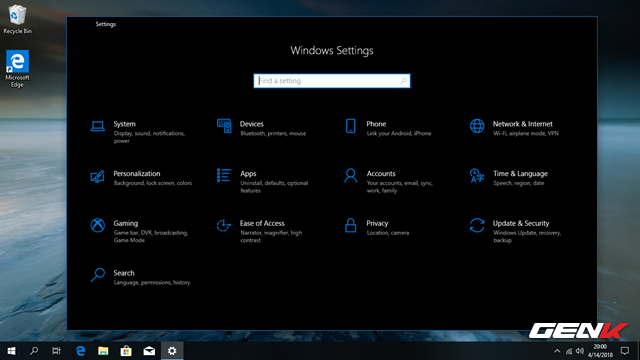 Recycle Bin
Microsoft
Edge
Settings
Windows Settings
Find a setting
System
Display, sound, notifications,
power
Devices
Bluetooth, printers, mouse
Phone
Link your Android, iPhone
Network & Internet
Wi-Fi, airplane mode, VPN
Personalization
Background, lock screen, colors
Apps
Uninstall, defaults, optional
features
Accounts
Your accounts, email, sync,
work, family
Time & Language
Speech, region, date
Gaming
Game bar, DVR, broadcasting,
Game Mode
Ease of Access
Narrator, magnifier, high
contrast
Privacy
Location, camera
Update & Security
Windows Update, recovery,
backup
Search
Language, permissions, history
GENK
20:00
4/14/2018